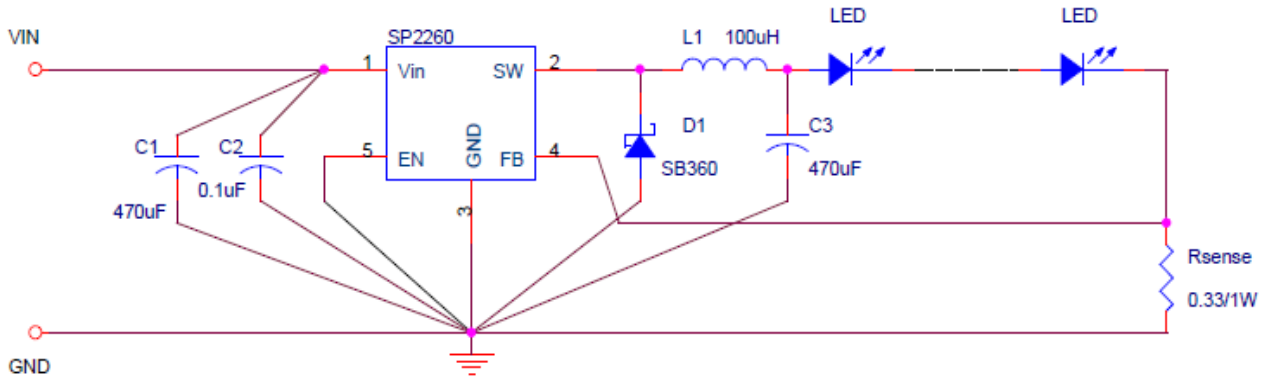 VIN
SP2260
1
Vin
SW
2
L1
100uH
LED
LED
C1
470uF
C2
0.1uF
5
EN
GND
FB
4
3
D1
SB360
C3
470uF
Rsense
0.33/1W
GND